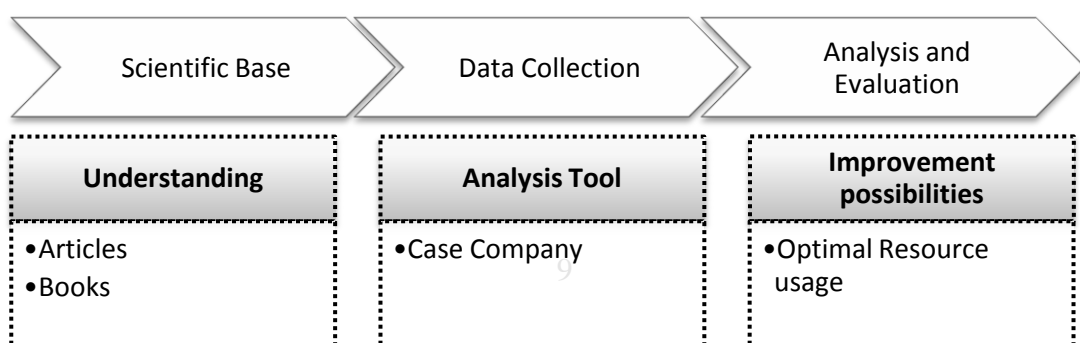 Scientific Base
Data Collection
Analysis and
Evaluation
Understanding
•Articles
•Books
Analysis Tool
•Case Company
9
Improvement
possibilities
•Optimal Resource
usage